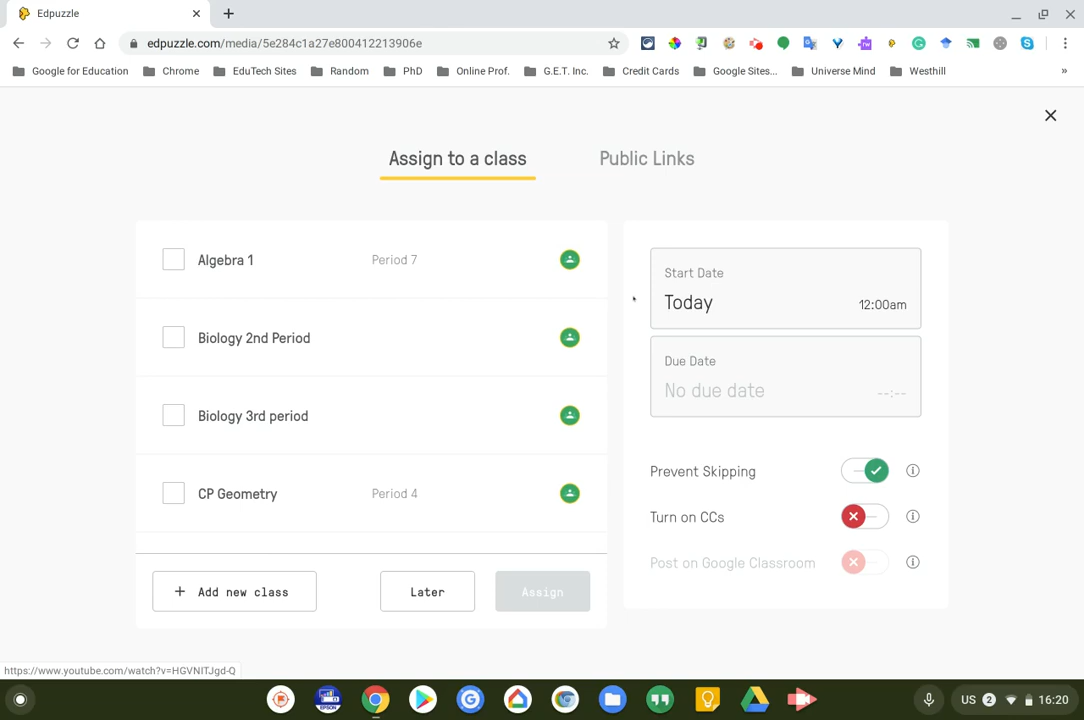 Edpuzzle
edpuzzle.com/media/5e284c1a27e800412213906e
Google for Education Chrome EduTech Sites Random PhD Online Prof. G.E.T. Inc. Credit Cards Google Sites... Universe Mind Westhill »
Assign to a class Public Links
Algebra 1 Period 7
Biology 2nd Period
Biology 3rd period
CP Geometry Period 4
+ Add new class Later Assign
Start Date
Today 12:00am
Due Date
No due date --:--
Prevent Skipping
Turn on CCs
Post on Google Classroom
https://www.youtube.com/watch?v=HGVNITJgd-Q
EPSON
US 2 16:20